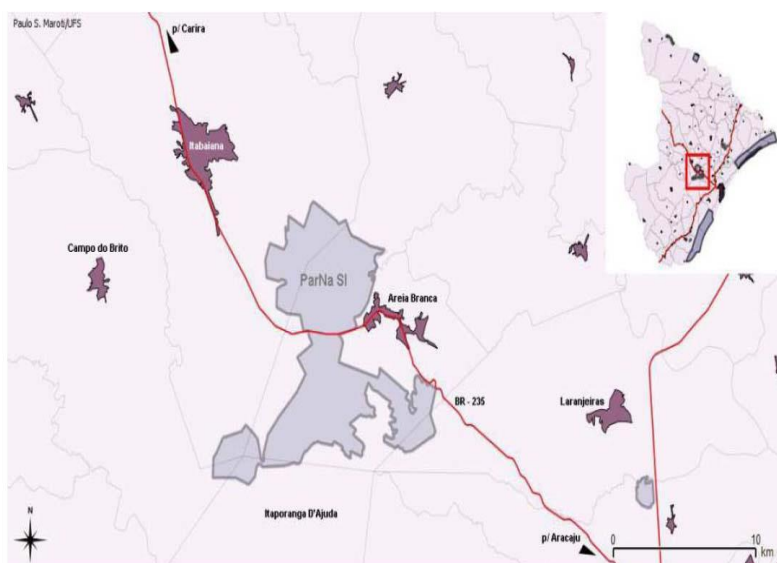 Paulo S. Maroti/UFS
p/ Carira
Itabaiana
Campo do Brito
ParNa SI
Areia Branca
BR - 235
Laranjeiras
Itaporanga D'Ajuda
N
p/ Aracaju
0 10
km